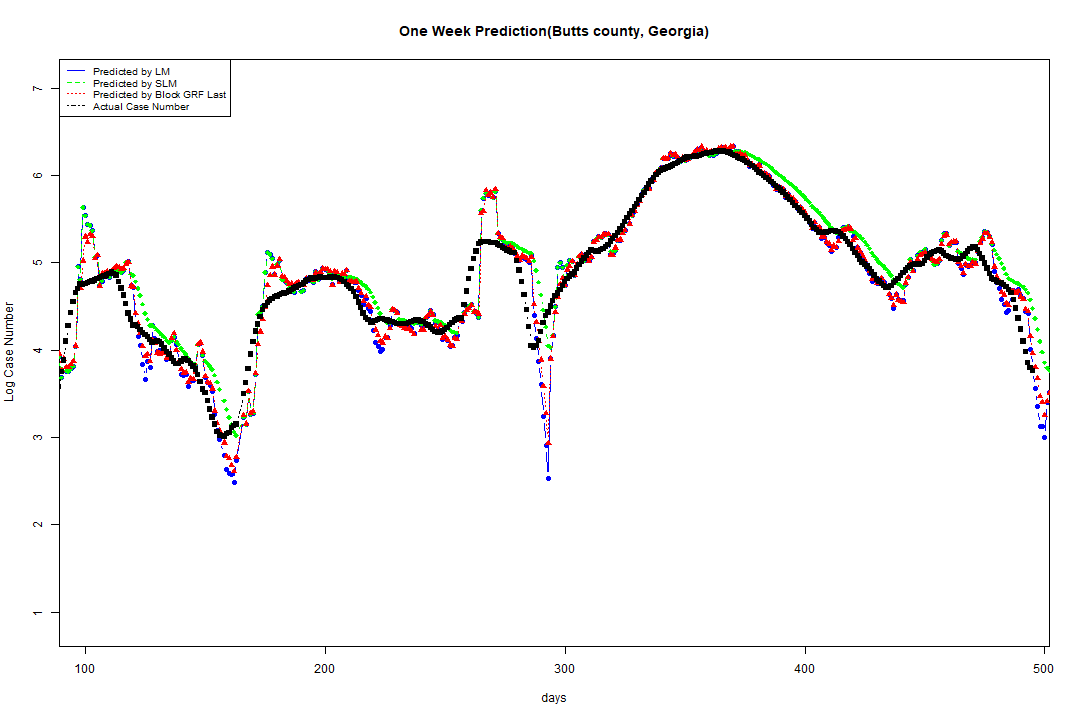 One Week Prediction(Butts county, Georgia)
Predicted by LM
Predicted by SLM
Predicted by Block GRF Last
Actual Case Number
7
6
5
4
3
2
1
Log Case Number
100 200 300 400 500
days